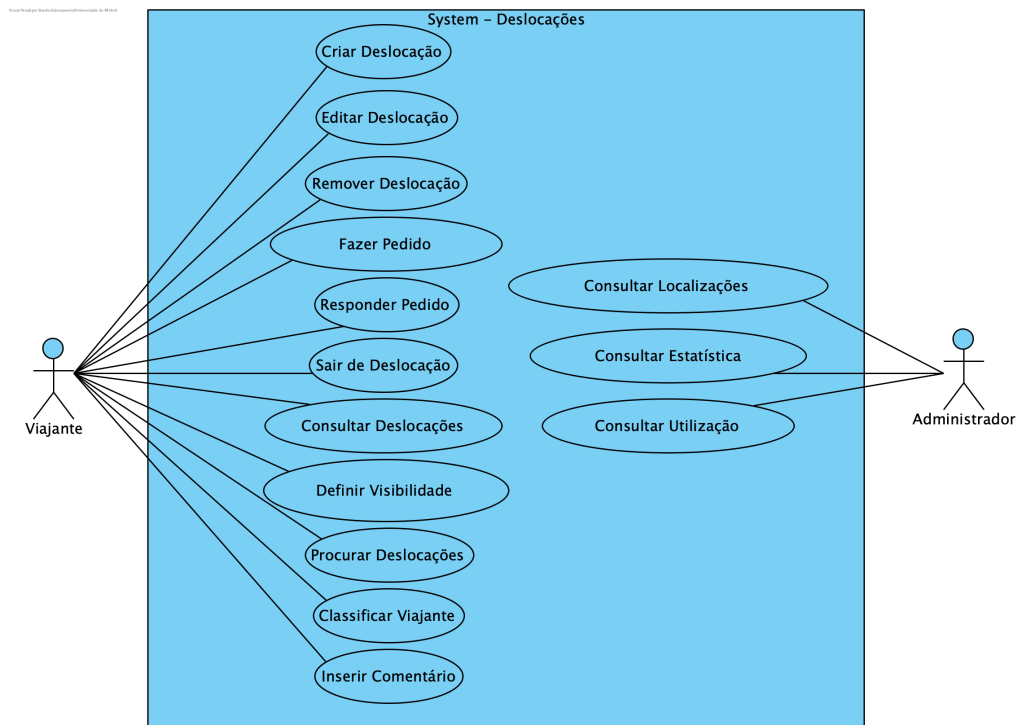 System – Deslocações
Criar Deslocação
Editar Deslocação
Remover Deslocação
Fazer Pedido
Responder Pedido
Sair de Deslocação
Consultar Deslocações
Definir Visibilidade
Procurar Deslocações
Classificar Viajante
Inserir Comentário
Consultar Localizações
Consultar Estatística
Consultar Utilização
Viajante
Administrador